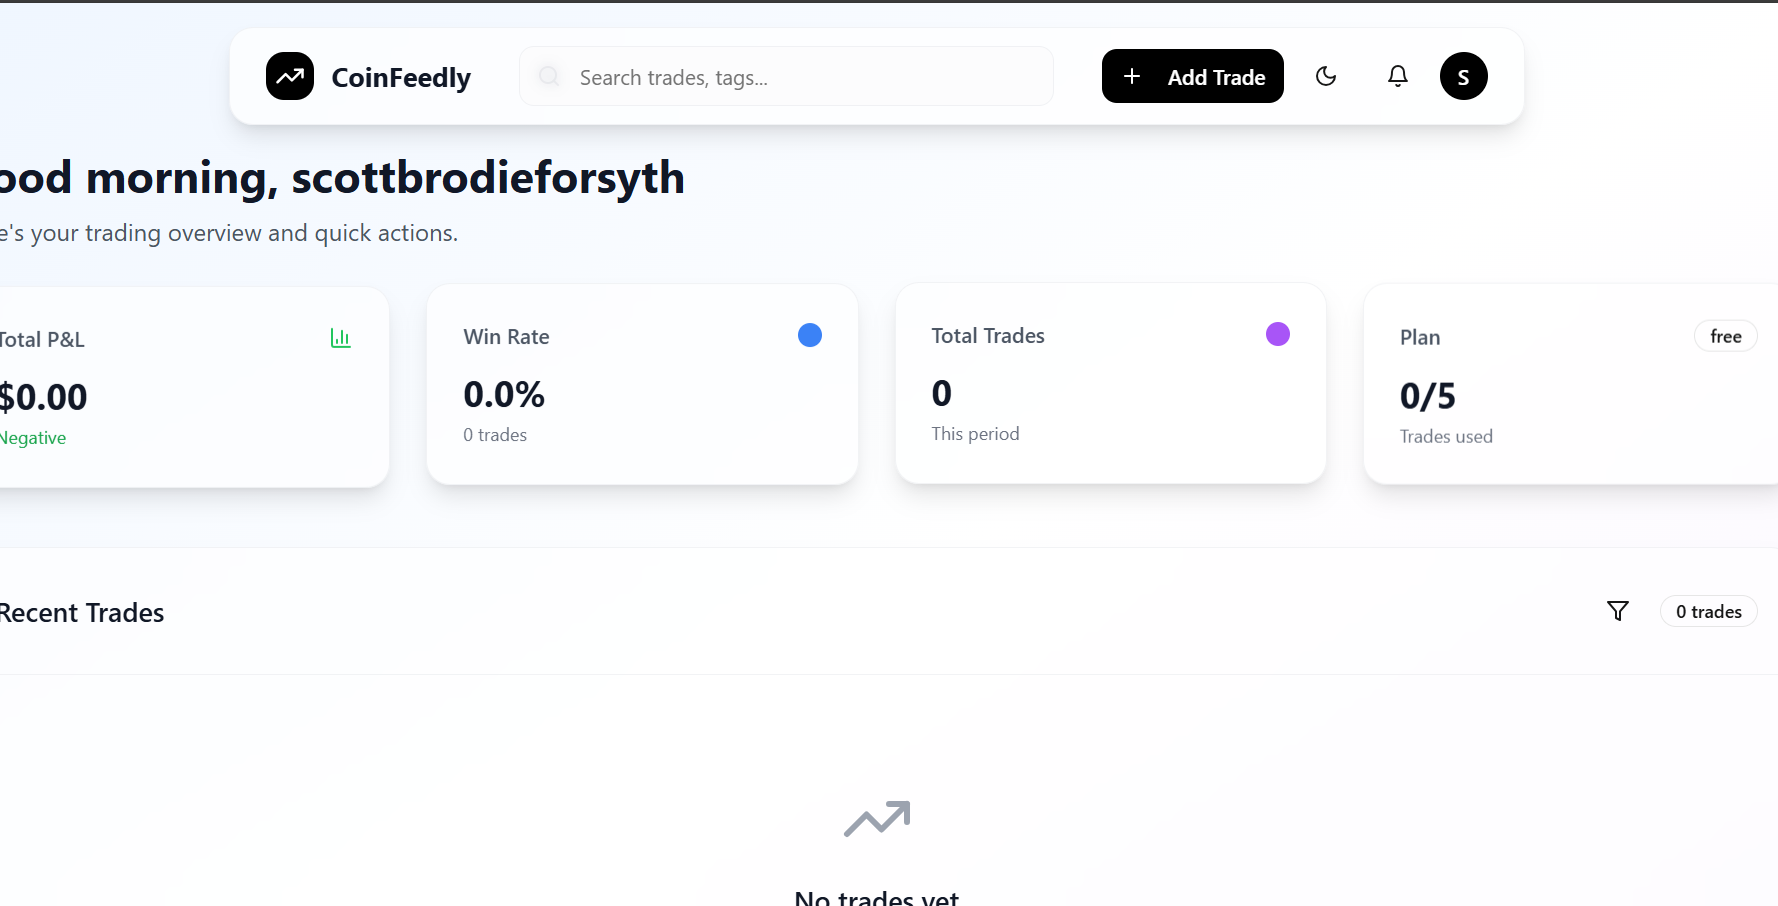 CoinFeedly
Search trades, tags...
Add Trade
S
ood morning, scottbrodieforsyth
e's your trading overview and quick actions.
Total P&L
$0.00
Negative
Win Rate
0.0%
0 trades
Total Trades
0
This period
Plan
free
0/5
Trades used
Recent Trades
0 trades
No trades yet